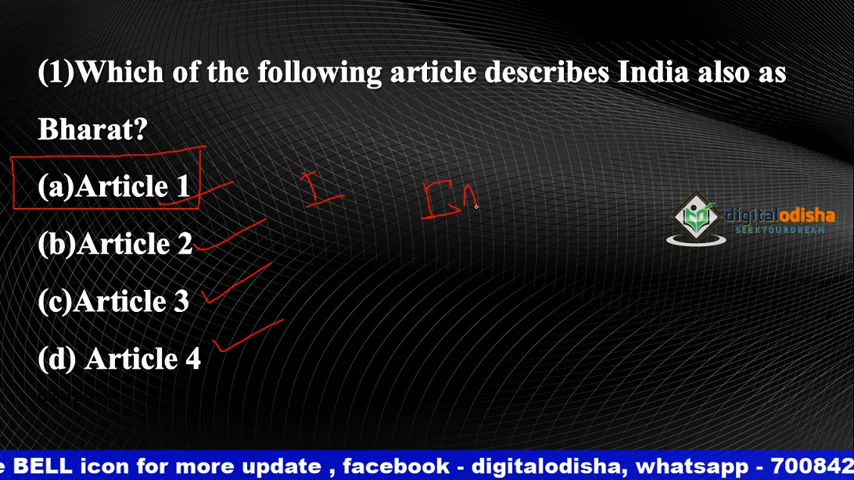 (1)Which of the following article describes India also as
Bharat?
(a)Article 1
(b)Article 2
(c)Article 3
(d) Article 4
I
digitalodisha
SEEKYOURDREAM
e BELL icon for more update , facebook - digitalodisha, whatsapp - 700842